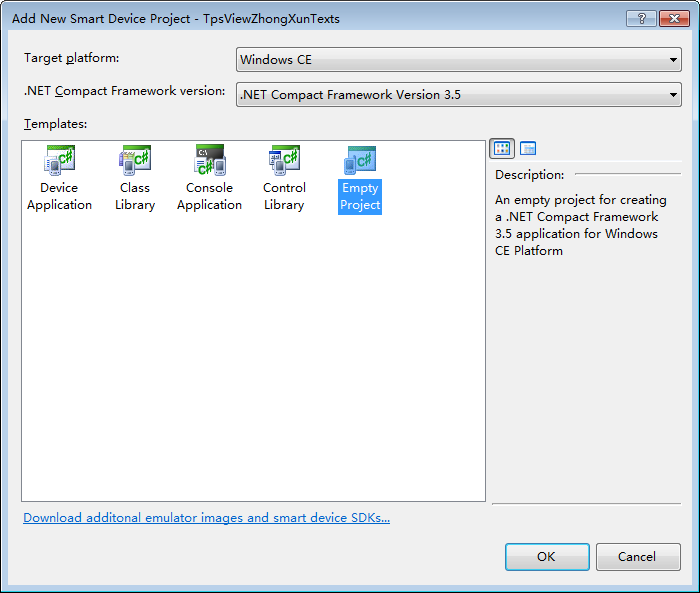 Add New Smart Device Project - TpsViewZhongXunTexts
Target platform:
Windows CE
.NET Compact Framework version:
.NET Compact Framework Version 3.5
Templates:
Device
Application
Class
Library
Console
Application
Control
Library
Empty
Project
Description:
An empty project for creating
a .NET Compact Framework
3.5 application for Windows
CE Platform
Download additonal emulator images and smart device SDKs...
OK
Cancel